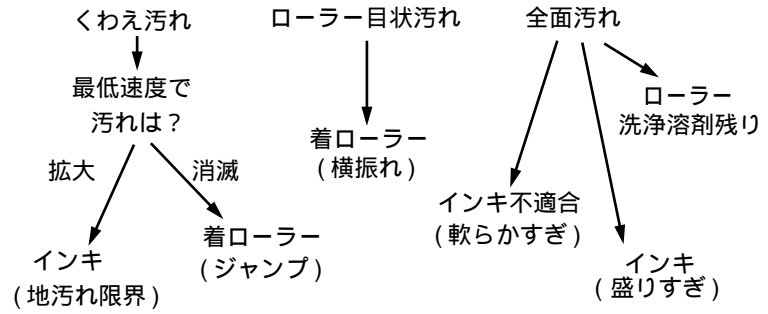 くわえ汚れ
最低速度で
汚れは？
拡大
消滅
インキ
(地汚れ限界)
着ローラー
(ジャンプ)
ローラー目状汚れ
着ローラー
(横振れ)
全面汚れ
インキ不適合
(軟らかすぎ)
インキ
(盛りすぎ)
ローラー
洗浄溶剤残り